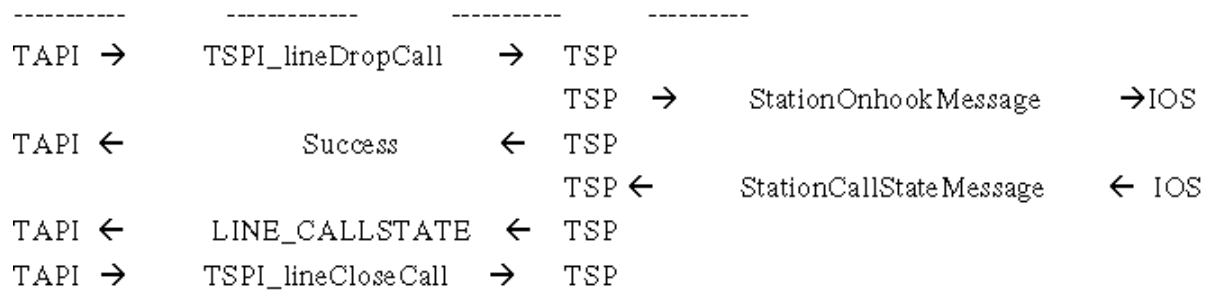 ----------- ------------- ----------- ----------
TAPI → TSPI_lineDropCall → TSP
TSP → StationOnhookMessage →IOS
TAPI ← Success ← TSP
TSP ← StationCallStateMessage ← IOS
TAPI ← LINE_CALLSTATE ← TSP
TAPI → TSPI_lineCloseCall → TSP